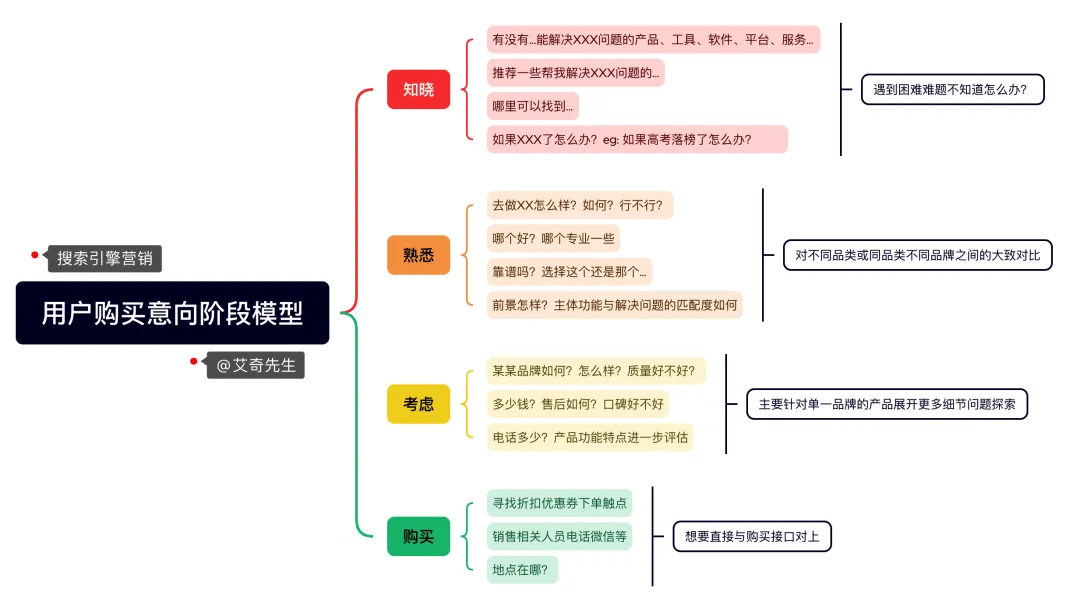 搜索引擎营销
用户购买意向阶段模型
@艾奇先生
知晓
有没有...能解决XXX问题的产品、工具、软件、平台、服务...
推荐一些帮我解决XXX问题的...
哪里可以找到...
如果XXX了怎么办？eg: 如果高考落榜了怎么办？
遇到困难难题不知道怎么办？
熟悉
去做XX怎么样？如何？行不行？
哪个好？哪个专业一些
靠谱吗？选择这个还是那个...
前景怎样？主体功能与解决问题的匹配度如何
对不同品类或同品类不同品牌之间的大致对比
考虑
某某品牌如何？怎么样？质量好不好？
多少钱？售后如何？口碑好不好
电话多少？产品功能特点进一步评估
主要针对单一品牌的产品展开更多细节问题探索
购买
寻找折扣优惠券下单触点
销售相关人员电话微信等
地点在哪？
想要直接与购买接口对上